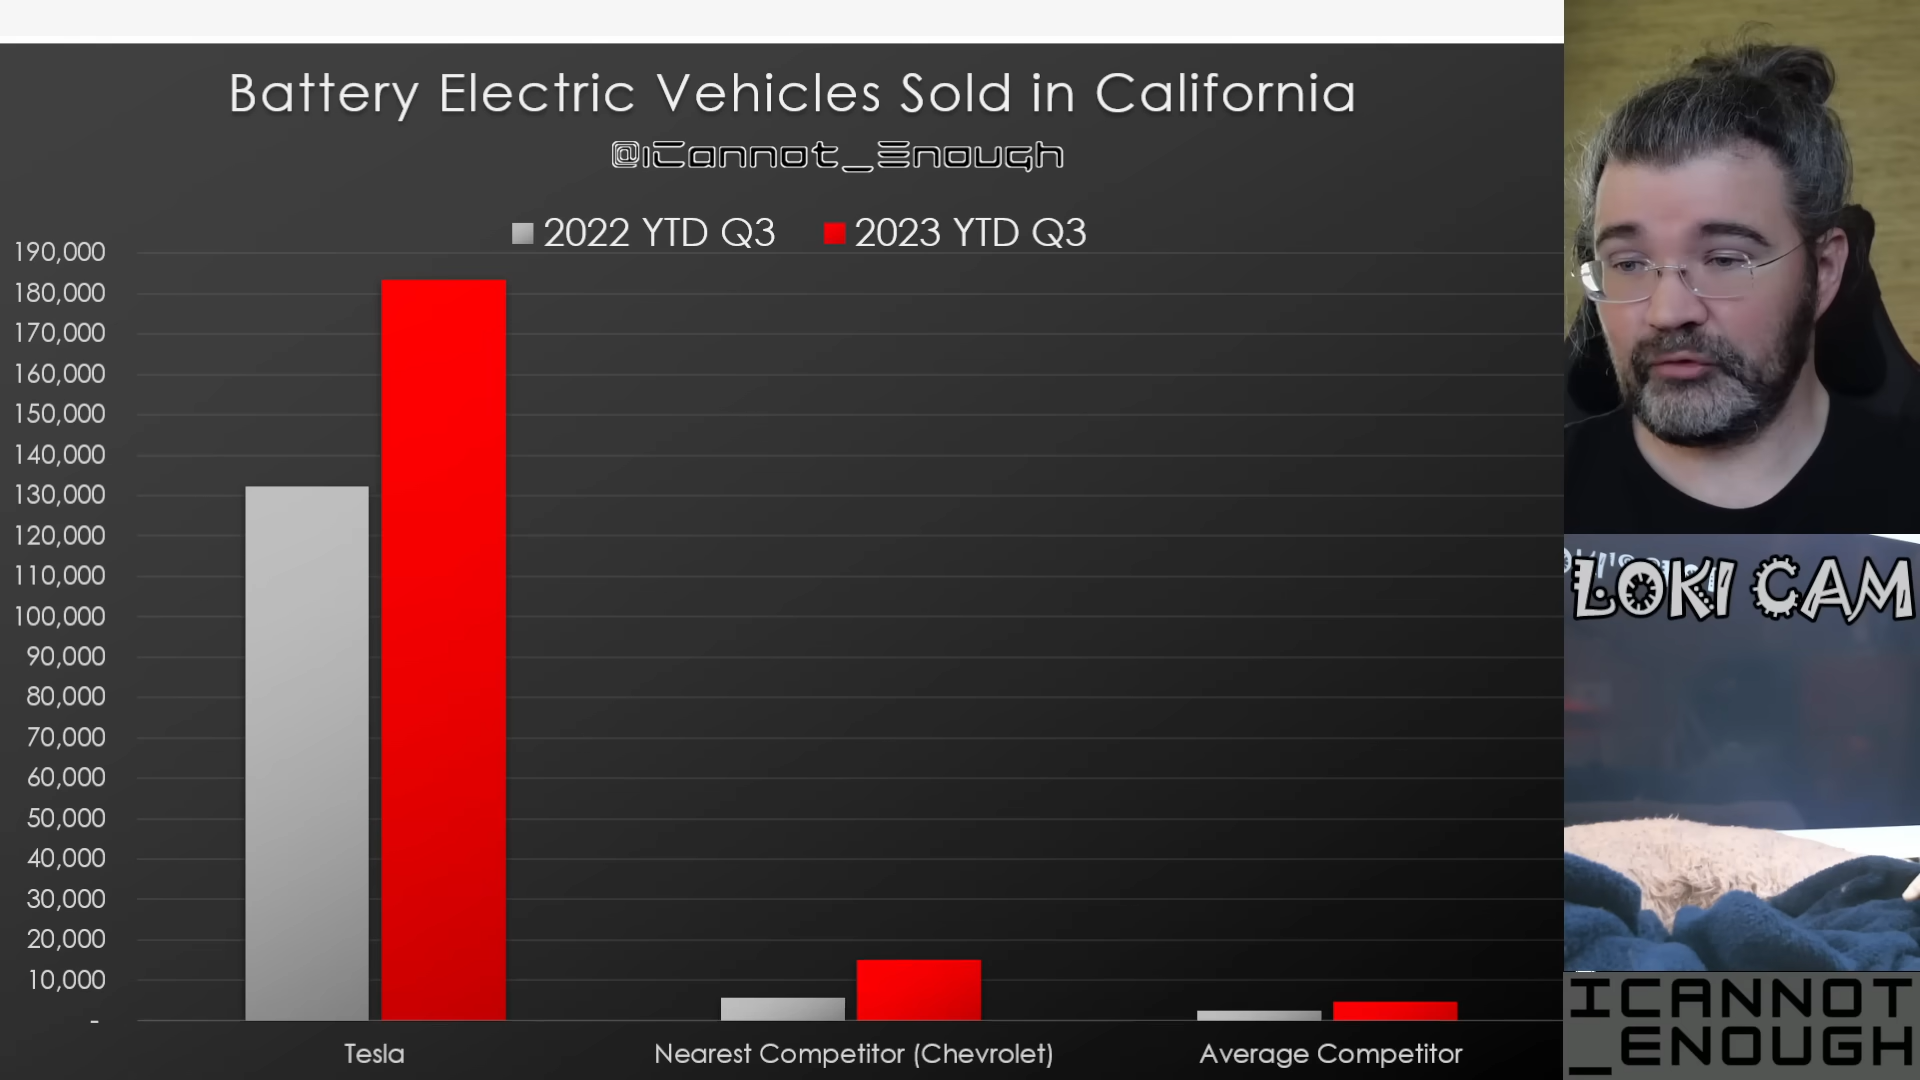 Battery Electric Vehicles Sold in California
@iCannot_Enough
2022 YTD Q3 2023 YTD Q3
190,000
180,000
170,000
160,000
150,000
140,000
130,000
120,000
110,000
100,000
90,000
80,000
70,000
60,000
50,000
40,000
30,000
20,000
10,000
-
Tesla Nearest Competitor (Chevrolet) Average Competitor
LOKI CAM
ICANNOT
_ENOUGH